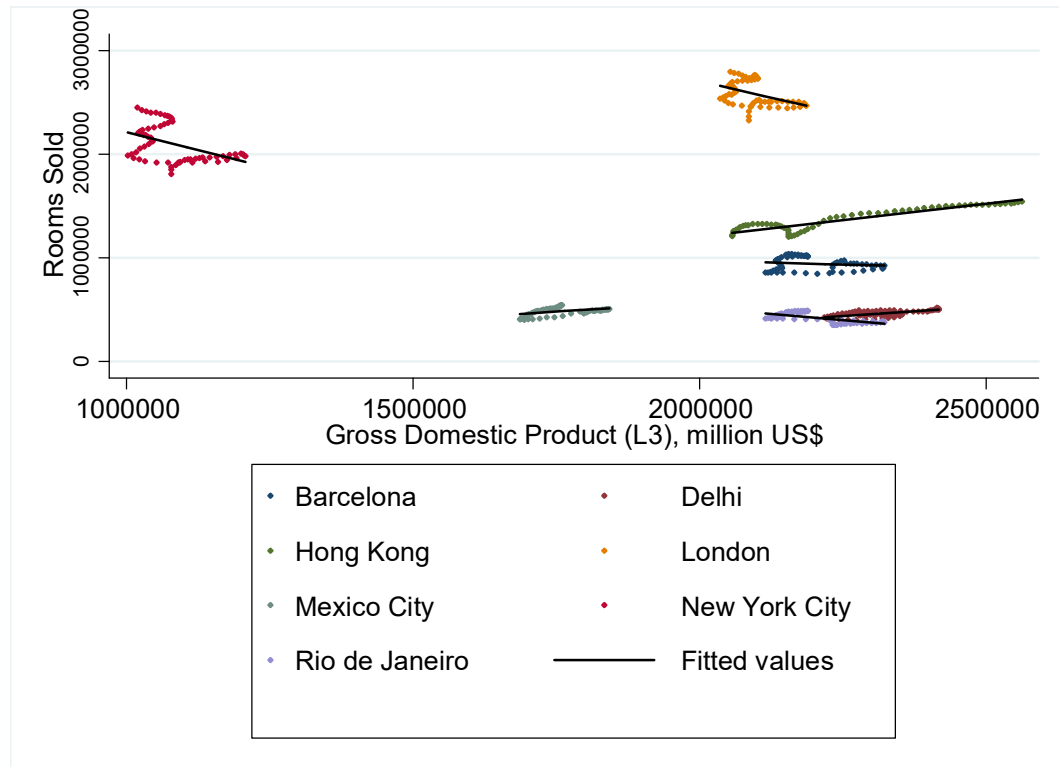 3000000
2000000
1000000
0
Rooms Sold
1000000 1500000 2000000 2500000
Gross Domestic Product (L3), million US$
Barcelona Delhi
Hong Kong London
Mexico City New York City
Rio de Janeiro Fitted values